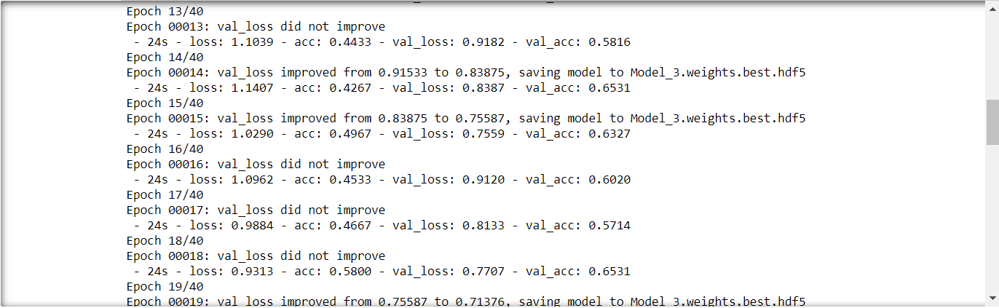 Epoch 13/40
Epoch 00013: val_loss did not improve
- 24s - loss: 1.1039 - acc: 0.4433 - val_loss: 0.9182 - val_acc: 0.5816
Epoch 14/40
Epoch 00014: val_loss improved from 0.91533 to 0.83875, saving model to Model_3.weights.best.hdf5
- 24s - loss: 1.1407 - acc: 0.4267 - val_loss: 0.8387 - val_acc: 0.6531
Epoch 15/40
Epoch 00015: val_loss improved from 0.83875 to 0.75587, saving model to Model_3.weights.best.hdf5
- 24s - loss: 1.0290 - acc: 0.4967 - val_loss: 0.7559 - val_acc: 0.6327
Epoch 16/40
Epoch 00016: val_loss did not improve
- 24s - loss: 1.0962 - acc: 0.4533 - val_loss: 0.9120 - val_acc: 0.6020
Epoch 17/40
Epoch 00017: val_loss did not improve
- 24s - loss: 0.9884 - acc: 0.4667 - val_loss: 0.8133 - val_acc: 0.5714
Epoch 18/40
Epoch 00018: val_loss did not improve
- 24s - loss: 0.9313 - acc: 0.5800 - val_loss: 0.7707 - val_acc: 0.6531
Epoch 19/40
Epoch 00019: val_loss improved from 0.75587 to 0.71376, saving model to Model_3.weights.best.hdf5